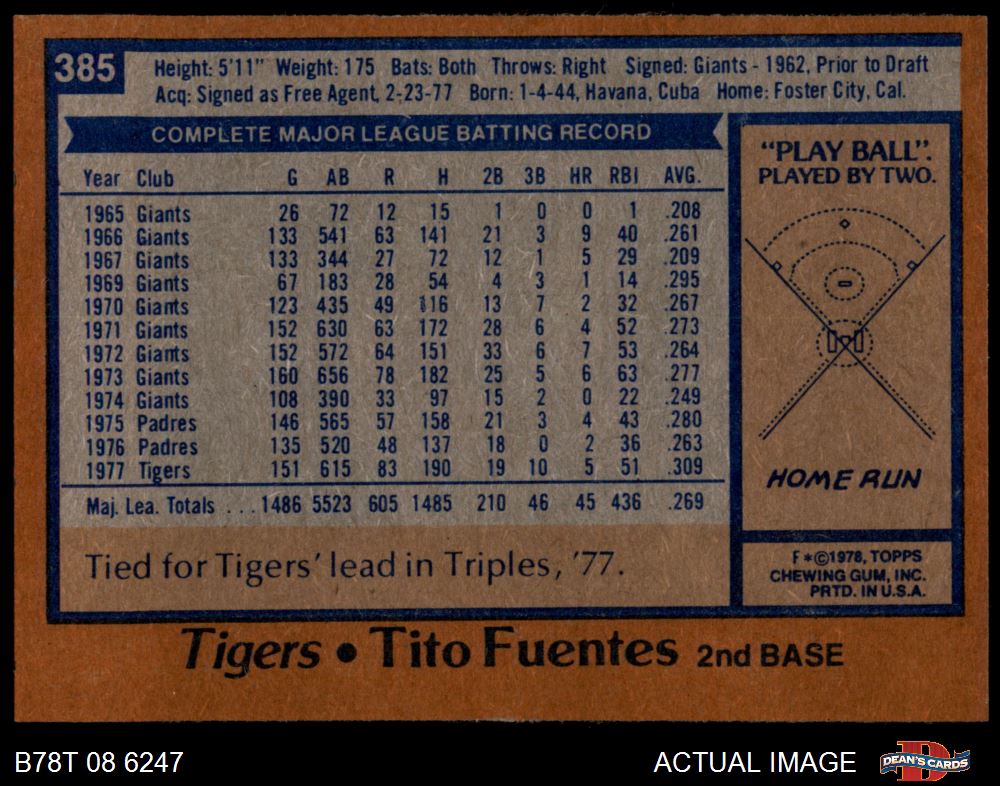 385
Height: 5'11" Weight: 175 Bats: Both Throws: Right Signed: Giants - 1962, Prior to Draft
Acq: Signed as Free Agent, 2-23-77 Born: 1-4-44, Havana, Cuba Home: Foster City, Cal.
COMPLETE MAJOR LEAGUE BATTING RECORD
Year Club G AB R H 2B 3B HR RBI AVG.
1965 Giants 26 72 12 15 1 0 0 1 .208
1966 Giants 133 541 63 141 21 3 9 40 .261
1967 Giants 133 344 27 72 12 1 5 29 .209
1969 Giants 67 183 28 54 4 3 1 14 .295
1970 Giants 123 435 49 116 13 7 2 32 .267
1971 Giants 152 630 63 172 28 6 4 52 .273
1972 Giants 152 572 64 151 33 6 7 53 .264
1973 Giants 160 656 78 182 25 5 6 63 .277
1974 Giants 108 390 33 97 15 2 0 22 .249
1975 Padres 146 565 57 158 21 3 4 43 .280
1976 Padres 135 520 48 137 18 0 2 36 .263
1977 Tigers 151 615 83 190 19 10 5 51 .309
Maj. Lea. Totals ... 1486 5523 605 1485 210 46 45 436 .269
Tied for Tigers' lead in Triples, '77.
"PLAY BALL".
PLAYED BY TWO.
HOME RUN
F*©1978, TOPPS
CHEWING GUM, INC.
PRTD. IN U.S.A.
Tigers • Tito Fuentes 2nd BASE
B78T 08 6247
ACTUAL IMAGE
D
DEAN'S CARDS